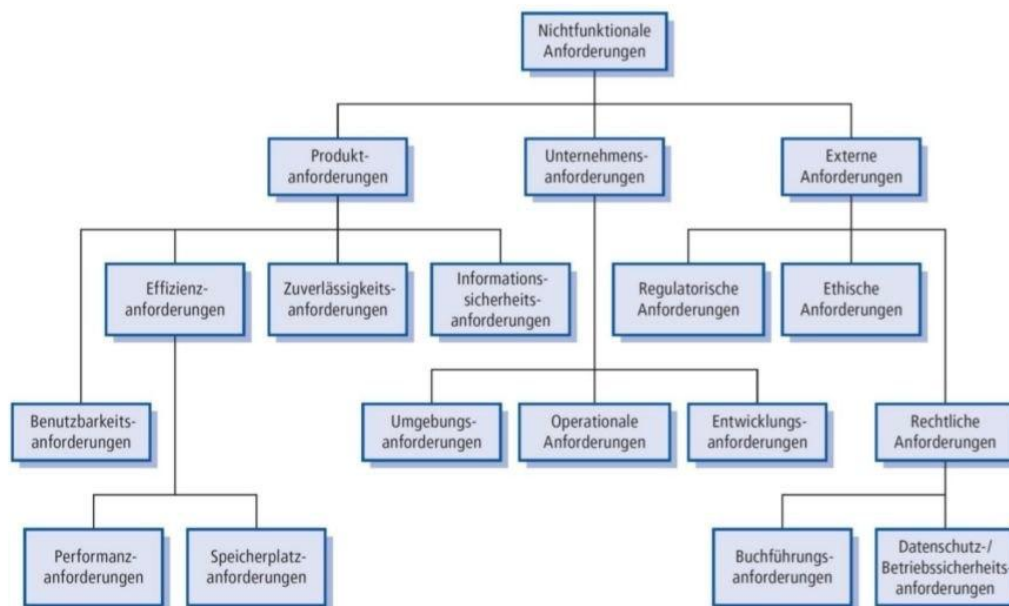 Nichtfunktionale
Anforderungen
Produkt-
anforderungen
Unternehmens-
anforderungen
Externe
Anforderungen
Effizienz-
anforderungen
Zuverlässigkeits-
anforderungen
Informations-
sicherheits-
anforderungen
Regulatorische
Anforderungen
Ethische
Anforderungen
Benutzbarkeits-
anforderungen
Umgebungs-
anforderungen
Operationale
Anforderungen
Entwicklungs-
anforderungen
Rechtliche
Anforderungen
Performanz-
anforderungen
Speicherplatz-
anforderungen
Buchführungs-
anforderungen
Datenschutz-/
Betriebssicherheits-
anforderungen